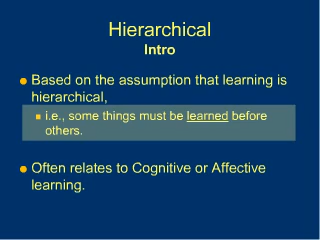 Hierarchical
Intro
Based on the assumption that learning is
hierarchical,
i.e., some things must be learned before
others.
Often relates to Cognitive or Affective
learning.